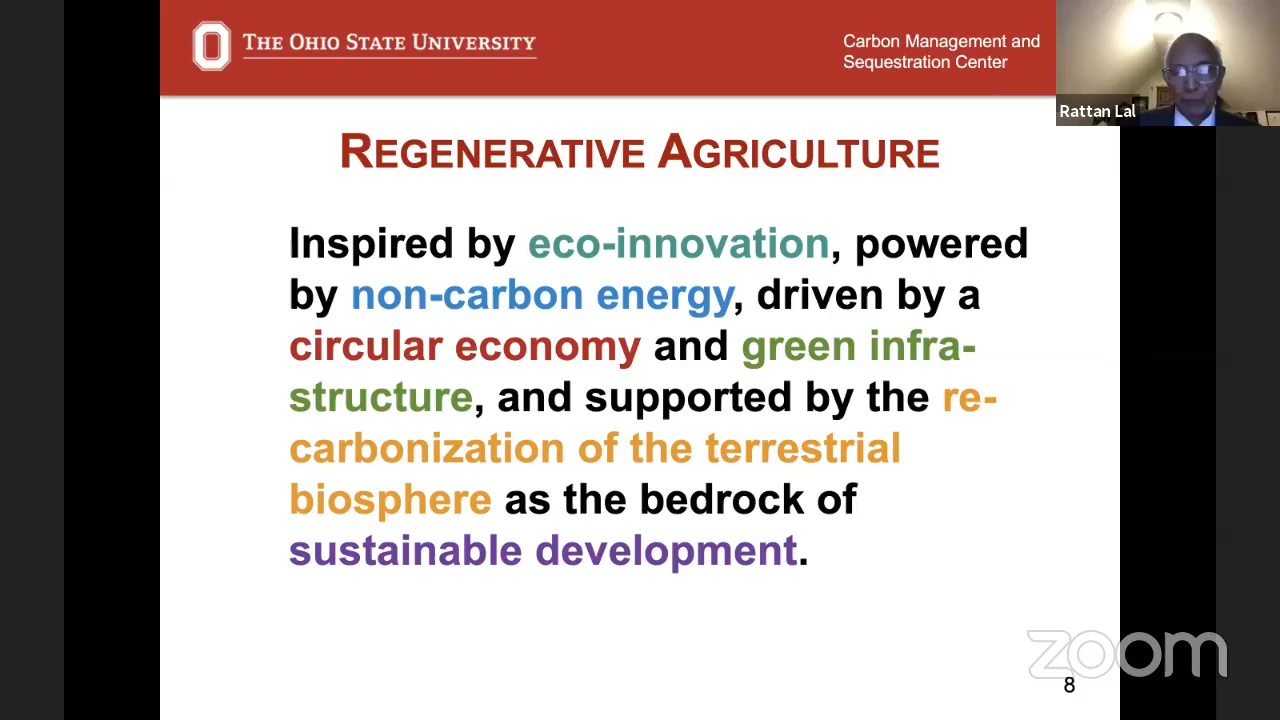 THE OHIO STATE UNIVERSITY
Carbon Management and
Sequestration Center
Rattan Lal
REGENERATIVE AGRICULTURE
Inspired by eco-innovation, powered
by non-carbon energy, driven by a
circular economy and green infra-
structure, and supported by the re-
carbonization of the terrestrial
biosphere as the bedrock of
sustainable development.
zoom
8